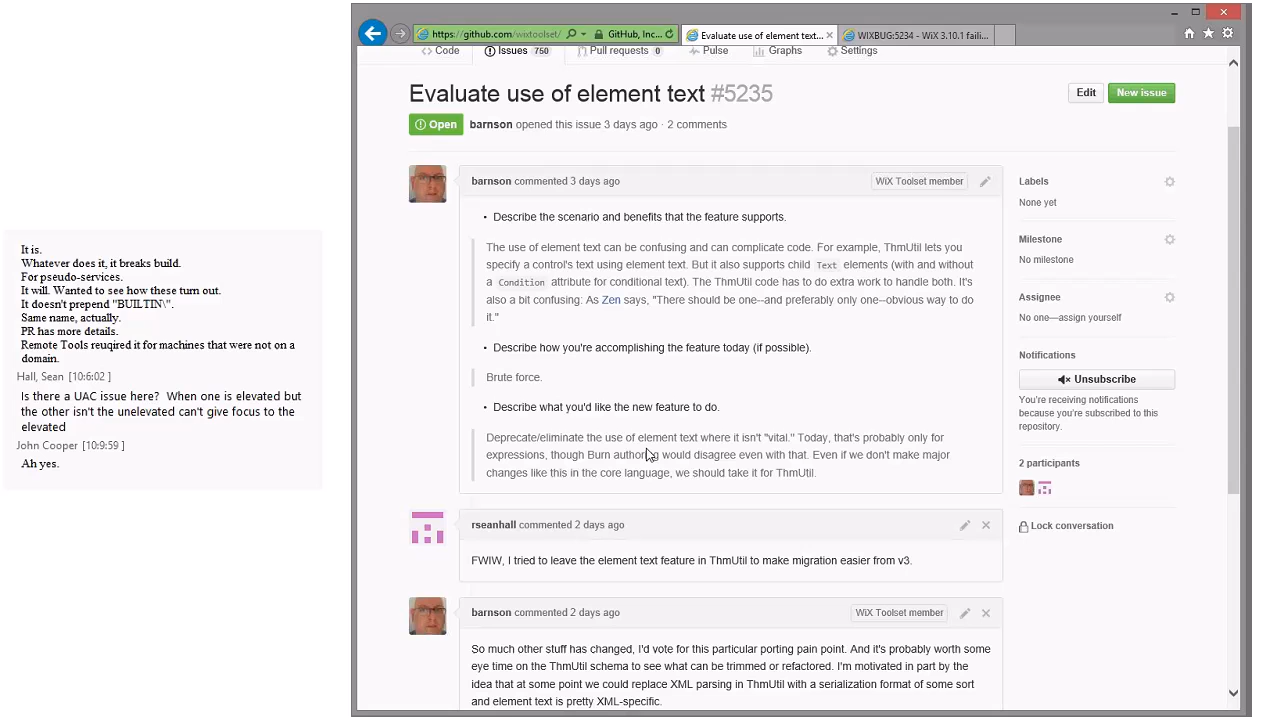 It is.
Whatever does it, it breaks build.
For pseudo-services.
It will. Wanted to see how these turn out.
It doesn't prepend "BUILTIN\".
Same name, actually.
PR has more details.
Remote Tools reuqired it for machines that were not on a
domain.
Hall, Sean [10:6:02 ]
Is there a UAC issue here?  When one is elevated but
the other isn't the unelevated can't give focus to the
elevated
John Cooper [10:9:59 ]
Ah yes.
https://github.com/wixtoolset/ GitHub, Inc... Evaluate use of element text... WIXBUG:5234 - WiX 3.10.1 faili...
Code Issues 750 Pull requests 0 Pulse Graphs Settings
Evaluate use of element text #5235
Edit New issue
Open barnson opened this issue 3 days ago · 2 comments
barnson commented 3 days ago WiX Toolset member
• Describe the scenario and benefits that the feature supports.
The use of element text can be confusing and can complicate code. For example, ThmUtil lets you
specify a control's text using element text. But it also supports child Text elements (with and without
a Condition attribute for conditional text). The ThmUtil code has to do extra work to handle both. It's
also a bit confusing: As Zen says, "There should be one--and preferably only one--obvious way to do
it."
• Describe how you're accomplishing the feature today (if possible).
Brute force.
• Describe what you'd like the new feature to do.
Deprecate/eliminate the use of element text where it isn't "vital." Today, that's probably only for
expressions, though Burn authoring would disagree even with that. Even if we don't make major
changes like this in the core language, we should take it for ThmUtil.
rseanhall commented 2 days ago
FWIW, I tried to leave the element text feature in ThmUtil to make migration easier from v3.
barnson commented 2 days ago WiX Toolset member
So much other stuff has changed, I'd vote for this particular porting pain point. And it's probably worth some
eye time on the ThmUtil schema to see what can be trimmed or refactored. I'm motivated in part by the
idea that at some point we could replace XML parsing in ThmUtil with a serialization format of some sort
and element text is pretty XML-specific.
Labels
None yet
Milestone
No milestone
Assignee
No one—assign yourself
Notifications
Unsubscribe
You're receiving notifications
because you're subscribed to this
repository.
2 participants
Lock conversation